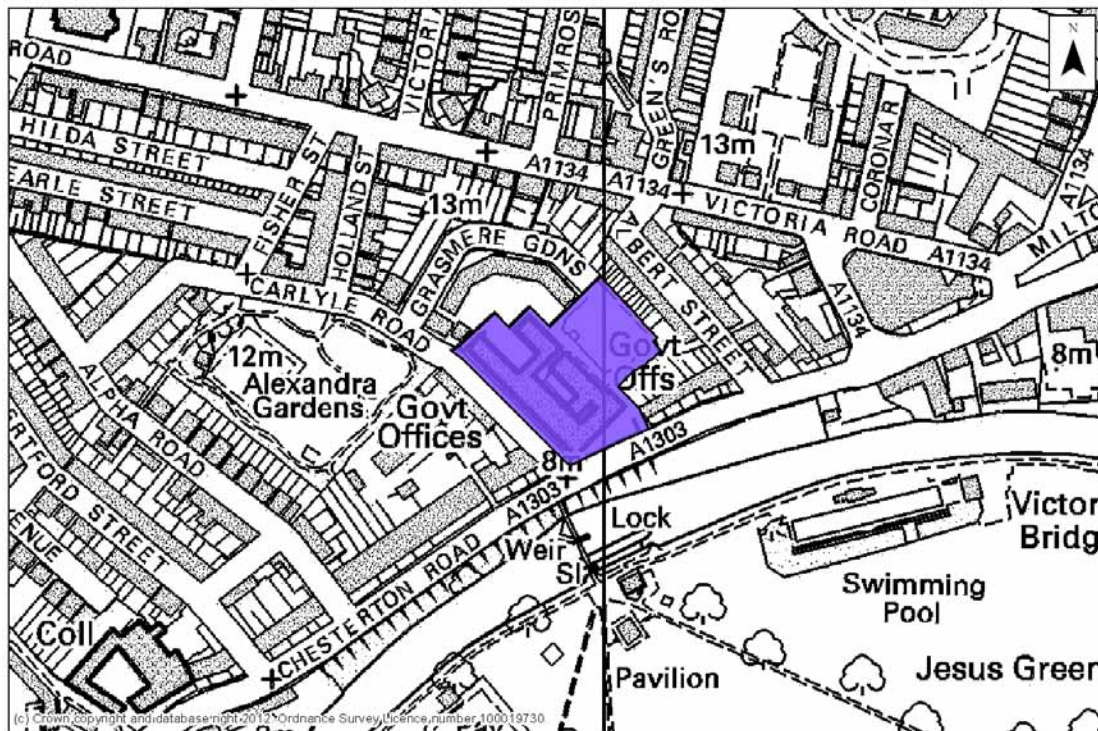 N
ROAD
VICTORI
PRIMROS
GREEN'S RO
HILDA STREET
EARLE STREET
FISHER ST
HOLLAND ST
A1134
13m
13m
A1134
CORONAR
A1134
VICTORIA ROAD
A1134
MILTO
GRASMERE GDNS
CARLYLE ROAD
BERT STREET
A1134
12m
Alexandra
Gardens
Govt
Offs
8m
ALPHA ROAD
Govt
Offices
8m
A1303
A1303
RTFORD STREET
ENUE
CHESTERTON ROAD
Lock
Weir
Sl
Victor
Bridg
Swimming
Pool
Coll
Pavilion
Jesus Green
(c) Crown copyright and database right 2012. Ordnance Survey Licence number 100019730